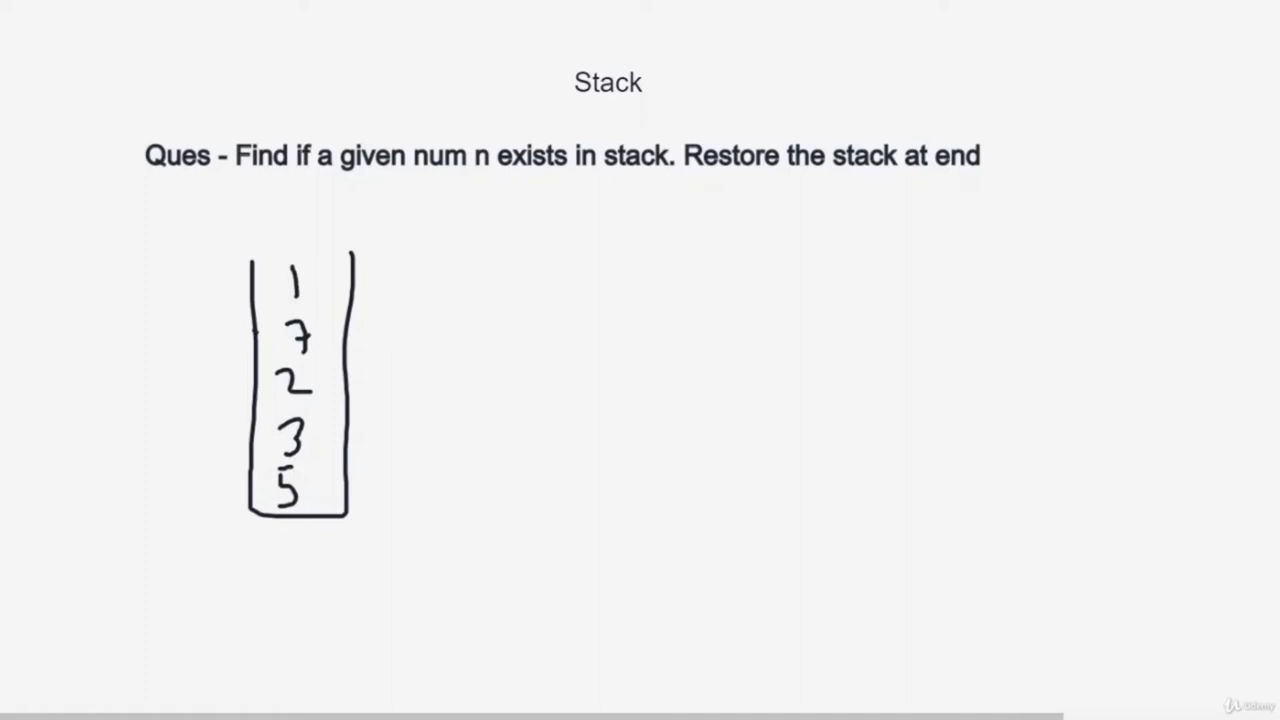 Stack
Ques - Find if a given num n exists in stack. Restore the stack at end
1
7
2
3
5
Udemy